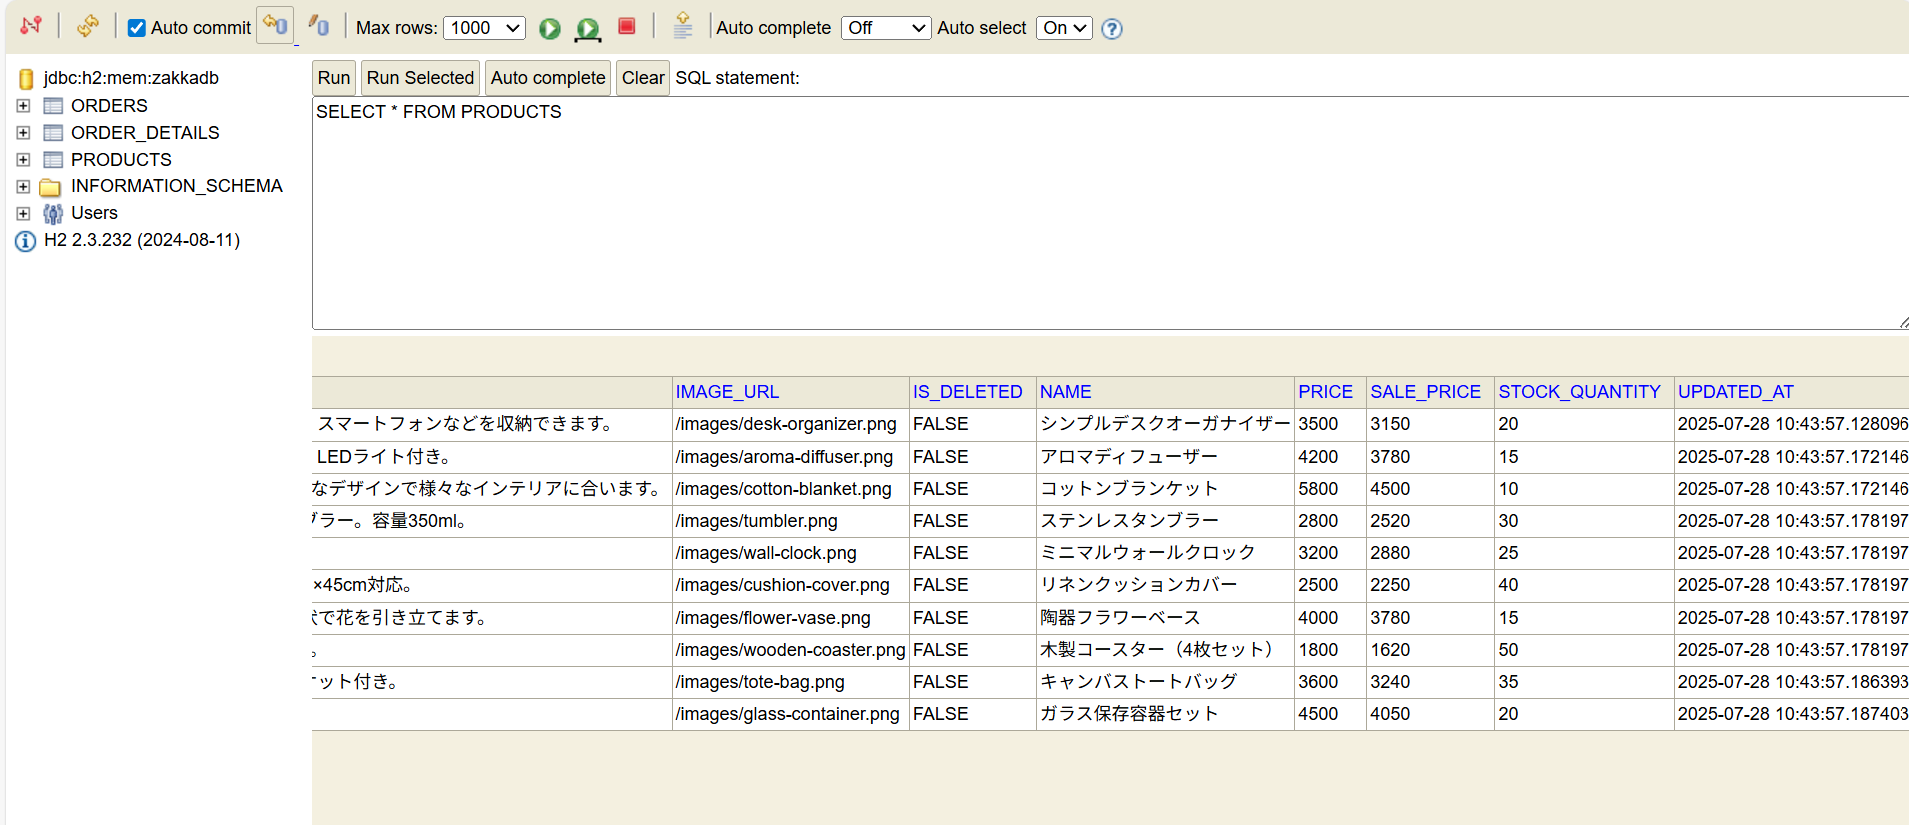 Auto commit Max rows: 1000 Auto complete Off Auto select On
jdbc:h2:mem:zakkadb
ORDERS
ORDER_DETAILS
PRODUCTS
INFORMATION_SCHEMA
Users
H2 2.3.232 (2024-08-11)
Run Run Selected Auto complete Clear SQL statement:
SELECT * FROM PRODUCTS
IMAGE_URL IS_DELETED NAME PRICE SALE_PRICE STOCK_QUANTITY UPDATED_AT
スマートフォンなどを収納できます。 /images/desk-organizer.png FALSE シンプルデスクオーガナイザー 3500 3150 20 2025-07-28 10:43:57.128096
LEDライト付き。 /images/aroma-diffuser.png FALSE アロマディフューザー 4200 3780 15 2025-07-28 10:43:57.172146
なデザインで様々なインテリアに合います。 /images/cotton-blanket.png FALSE コットンブランケット 5800 4500 10 2025-07-28 10:43:57.172146
ブラー。容量350ml。 /images/tumbler.png FALSE ステンレスタンブラー 2800 2520 30 2025-07-28 10:43:57.178197
/images/wall-clock.png FALSE ミニマルウォールクロック 3200 2880 25 2025-07-28 10:43:57.178197
×45cm対応。 /images/cushion-cover.png FALSE リネンクッションカバー 2500 2250 40 2025-07-28 10:43:57.178197
で花を引き立てます。 /images/flower-vase.png FALSE 陶器フラワーベース 4000 3780 15 2025-07-28 10:43:57.178197
。 /images/wooden-coaster.png FALSE 木製コースター（4枚セット） 1800 1620 50 2025-07-28 10:43:57.178197
ット付き。 /images/tote-bag.png FALSE キャンバストートバッグ 3600 3240 35 2025-07-28 10:43:57.186393
/images/glass-container.png FALSE ガラス保存容器セット 4500 4050 20 2025-07-28 10:43:57.187403